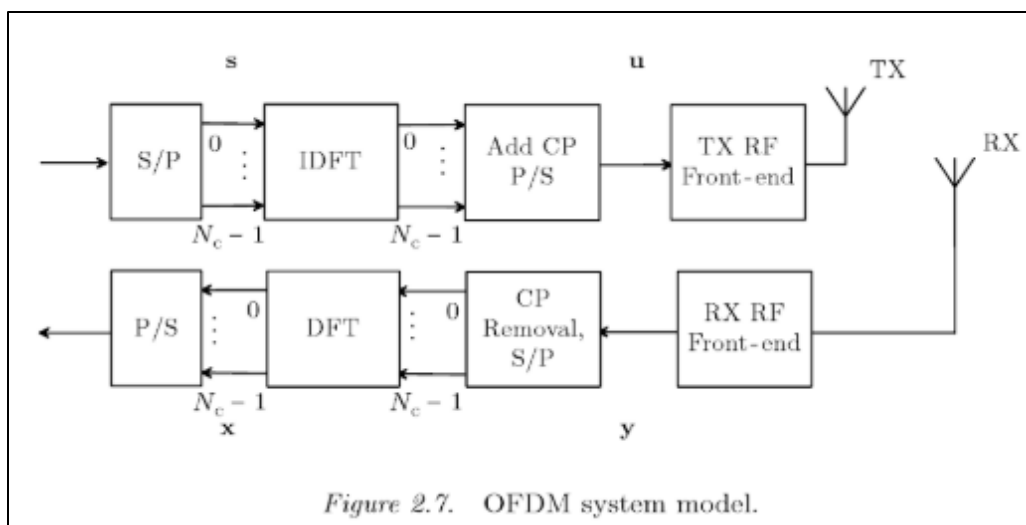 s
u
TX
RX
S/P
0
⋮
N_c − 1
IDFT
0
⋮
N_c − 1
Add CP
P/S
TX RF
Front-end
P/S
0
⋮
N_c − 1
DFT
0
⋮
N_c − 1
CP
Removal,
S/P
RX RF
Front-end
x
y
Figure 2.7. OFDM system model.